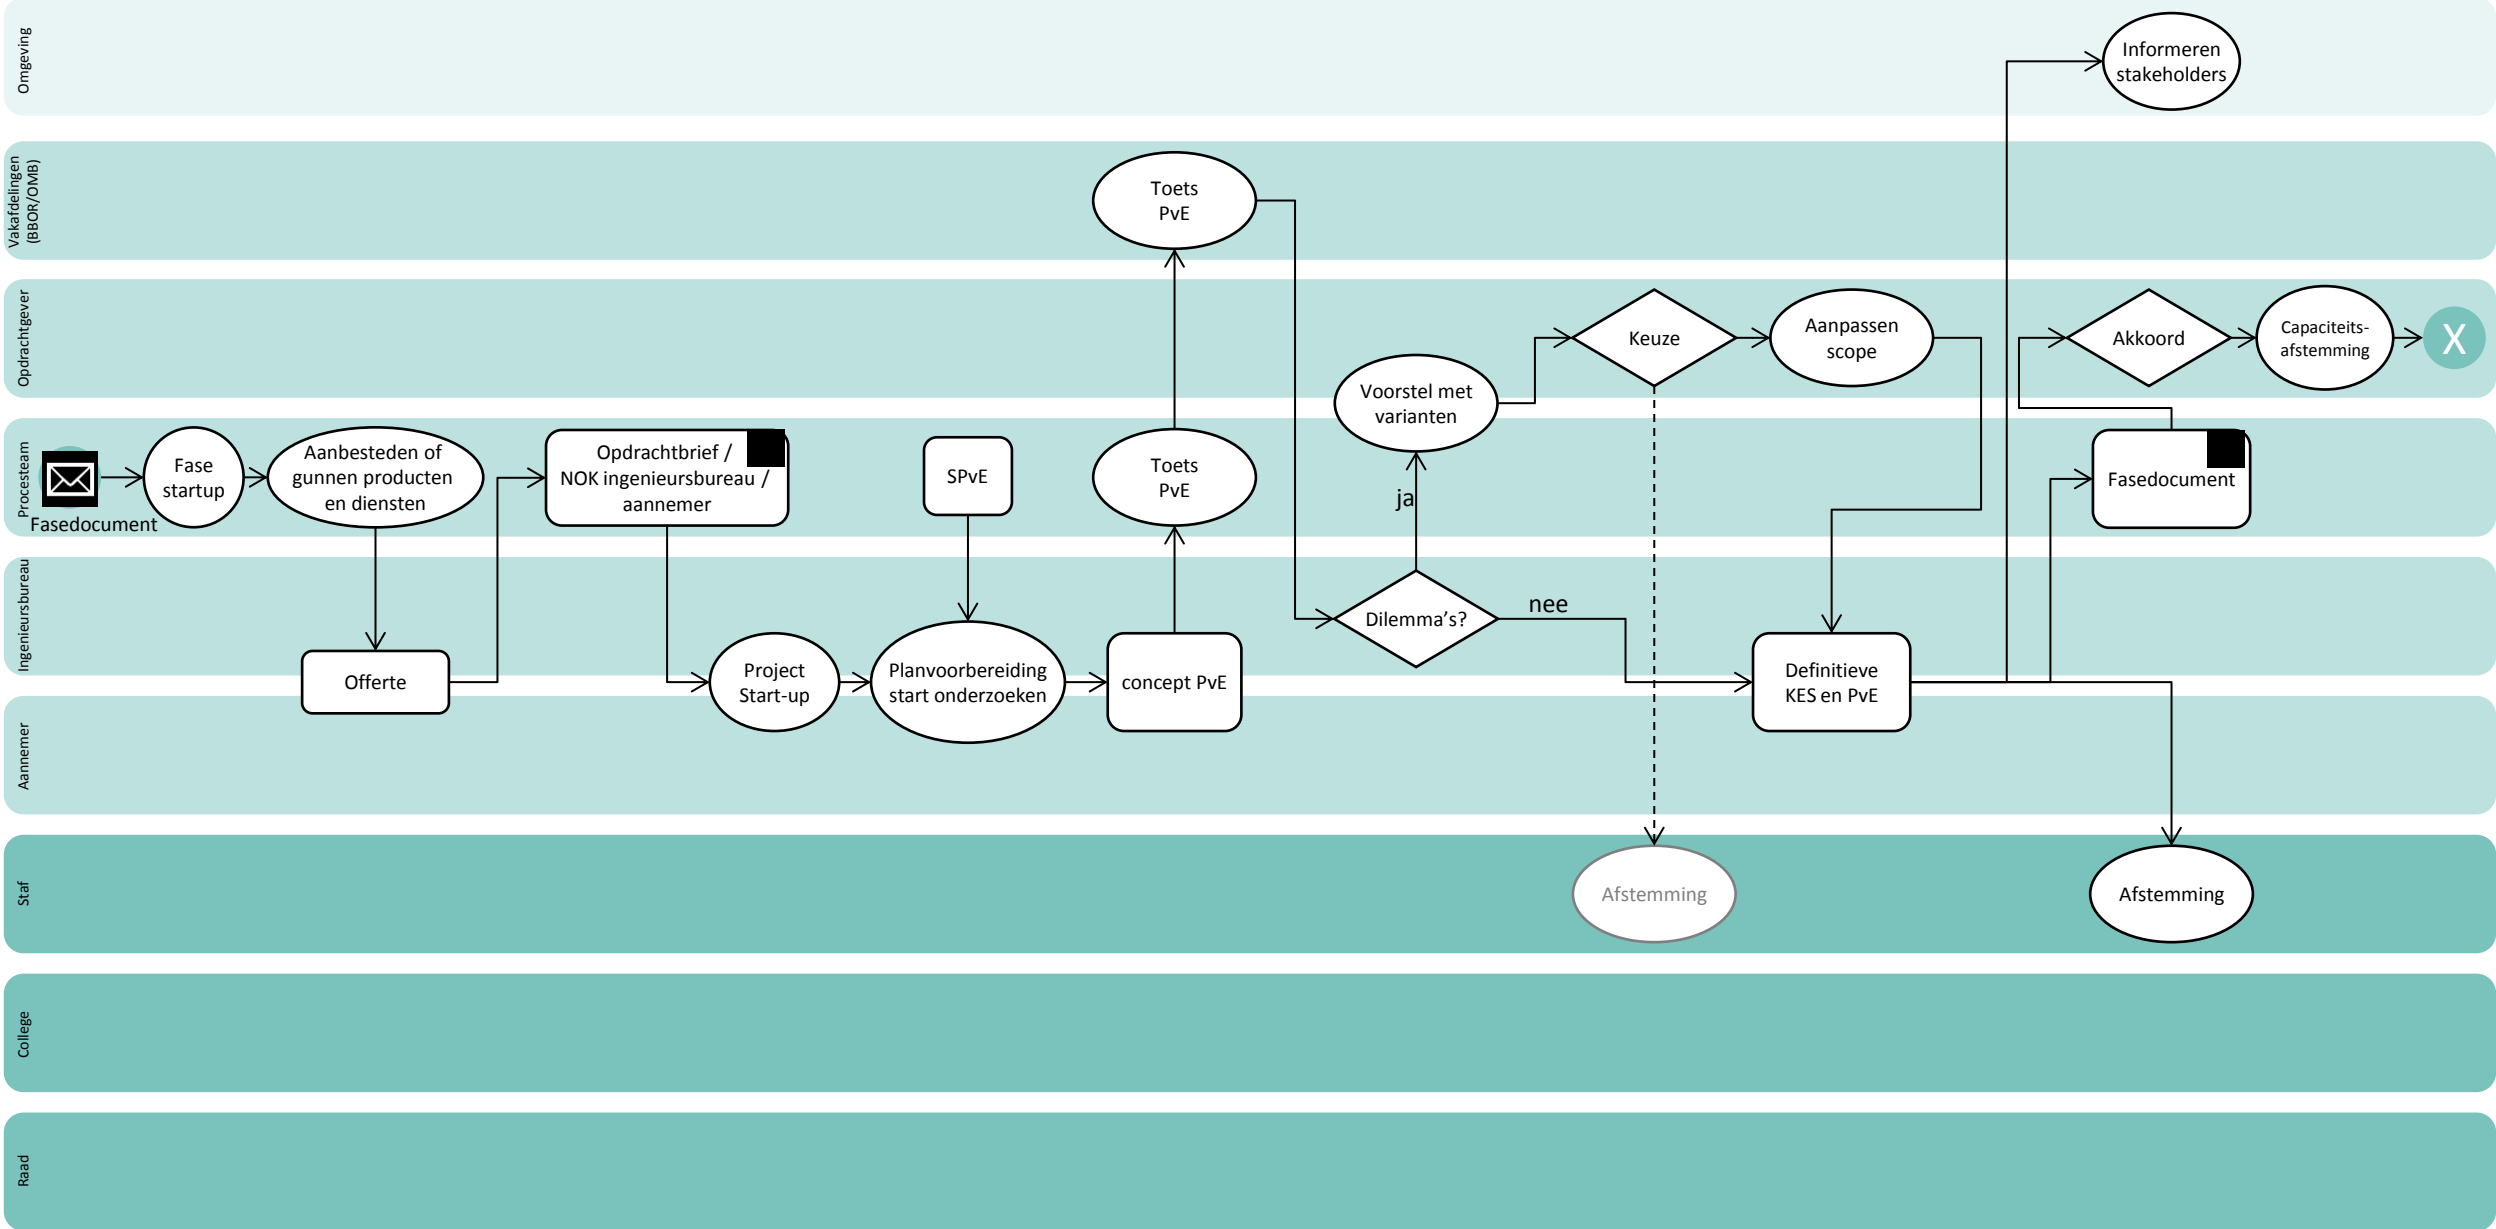 Omgeving
Informeren
stakeholders
Vakafdelingen
(BBOR/OMB)
Toets
PvE
Opdrachtgever
Voorstel met
varianten
Keuze
Aanpassen
scope
Akkoord
Capaciteits-
afstemming
X
Procesteam
Fasedocument
Fase
startup
Aanbesteden of
gunnen producten
en diensten
Opdrachtbrief /
NOK ingenieursbureau /
aannemer
SPvE
Toets
PvE
ja
Fasedocument
Ingenieursbureau
Offerte
Project
Start-up
Planvoorbereiding
start onderzoeken
concept PvE
Dilemma's?
nee
Definitieve
KES en PvE
Aannemer
Staf
Afstemming
Afstemming
College
Raad